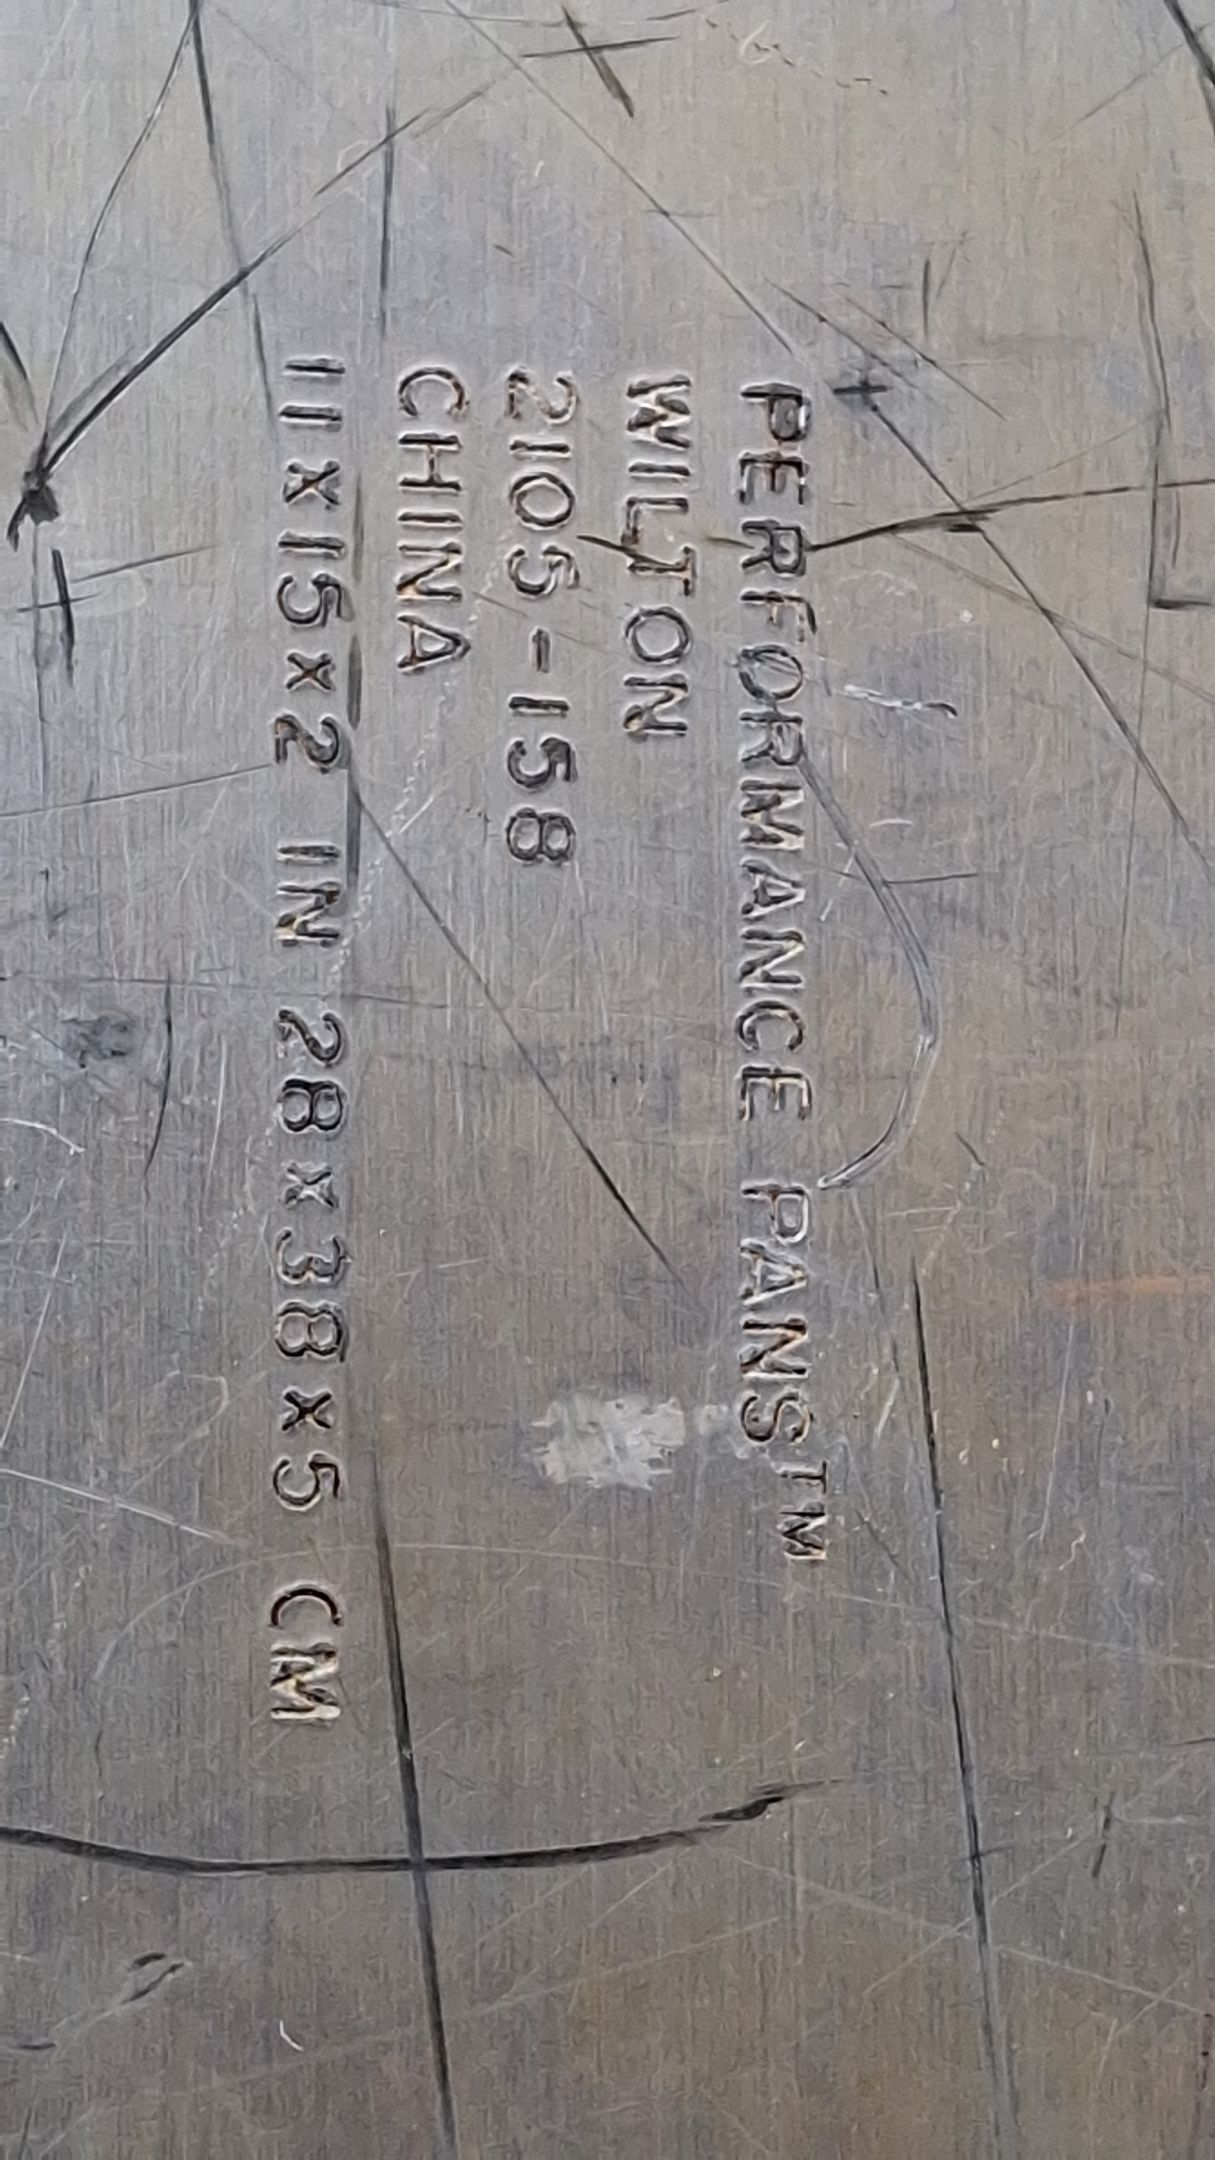 PERFORMANCE PANS™
WILTON
2105-158
CHINA
11x15x2 IN 28x38x5 CM